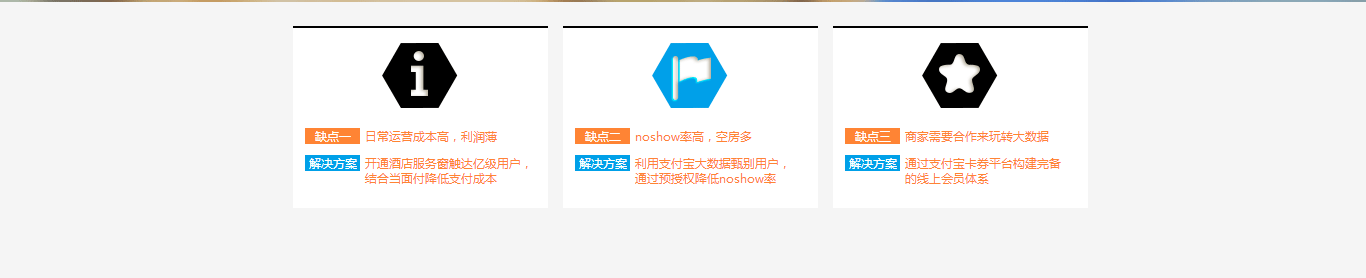 缺点一 日常运营成本高，利润薄
解决方案 开通酒店服务窗触达亿级用户，
结合当面付降低支付成本
缺点二 noshow率高，空房多
解决方案 利用支付宝大数据甄别用户，
通过预授权降低noshow率
缺点三 商家需要合作来玩转大数据
解决方案 通过支付宝卡券平台构建完备
的线上会员体系